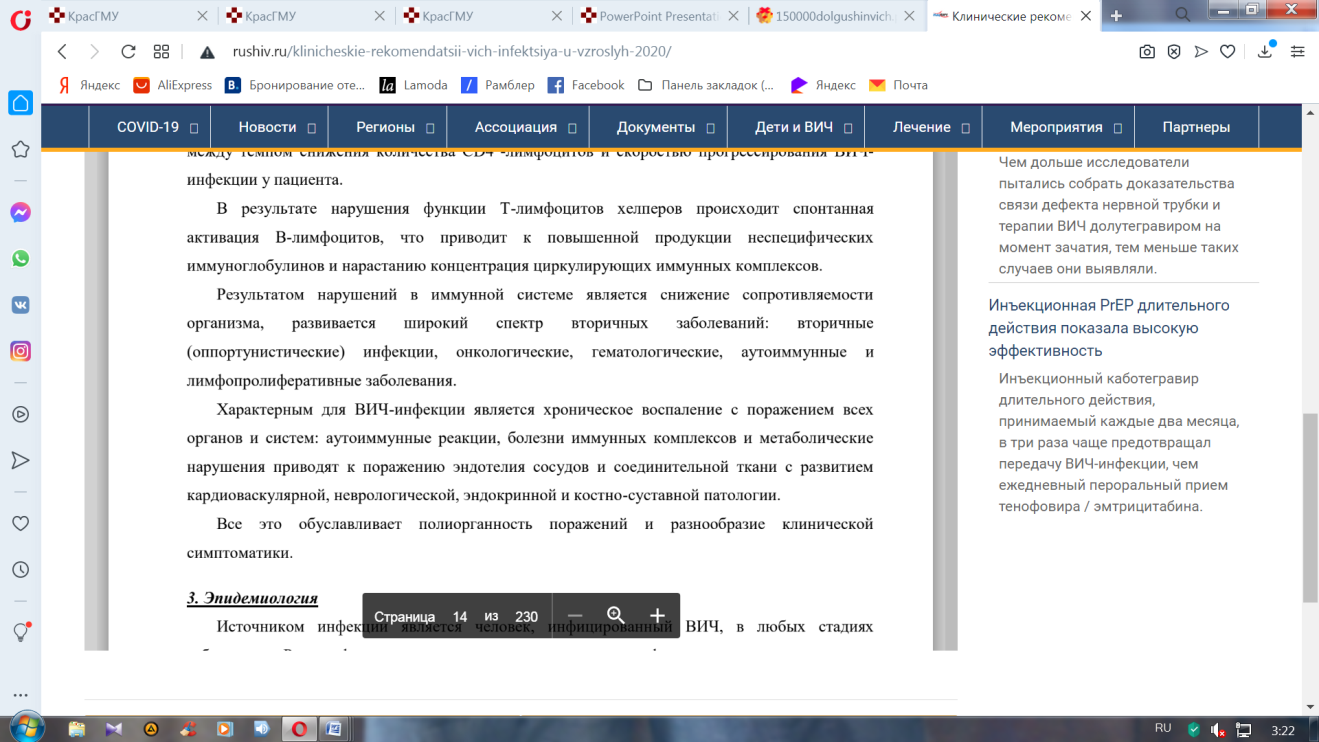 КрасГМУ
КрасГМУ
КрасГМУ
PowerPoint Presentati
150000dolgushinvich.
Клинические рекоме
rushiv.ru/klinicheskie-rekomendatsii-vich-infektsiya-u-vzroslyh-2020/
Яндекс
AliExpress
Бронирование оте...
Lamoda
Рамблер
Facebook
Панель закладок (...
Яндекс
Почта
COVID-19
Новости
Регионы
Ассоциация
Документы
Дети и ВИЧ
Лечение
Мероприятия
Партнеры
между темпом снижения количества CD4 -лимфоцитов и скоростью прогрессирования ВИЧ-
инфекции у пациента.
В результате нарушения функции Т-лимфоцитов хелперов происходит спонтанная
активация В-лимфоцитов, что приводит к повышенной продукции неспецифических
иммуноглобулинов и нарастанию концентрация циркулирующих иммунных комплексов.
Результатом нарушений в иммунной системе является снижение сопротивляемости
организма, развивается широкий спектр вторичных заболеваний: вторичные
(оппортунистические) инфекции, онкологические, гематологические, аутоиммунные и
лимфопролиферативные заболевания.
Характерным для ВИЧ-инфекции является хроническое воспаление с поражением всех
органов и систем: аутоиммунные реакции, болезни иммунных комплексов и метаболические
нарушения приводят к поражению эндотелия сосудов и соединительной ткани с развитием
кардиоваскулярной, неврологической, эндокринной и костно-суставной патологии.
Все это обуславливает полиорганность поражений и разнообразие клинической
симптоматики.
3. Эпидемиология
Источником инфекции является человек, инфицированный ВИЧ, в любых стадиях
Страница 14 из 230
Чем дольше исследователи
пытались собрать доказательства
связи дефекта нервной трубки и
терапии ВИЧ долутегравиром на
момент зачатия, тем меньше таких
случаев они выявляли.
Инъекционная PrEP длительного
действия показала высокую
эффективность
Инъекционный каботегравир
длительного действия,
принимаемый каждые два месяца,
в три раза чаще предотвращал
передачу ВИЧ-инфекции, чем
ежедневный пероральный прием
тенофовира / эмтрицитабина.
RU
3:22